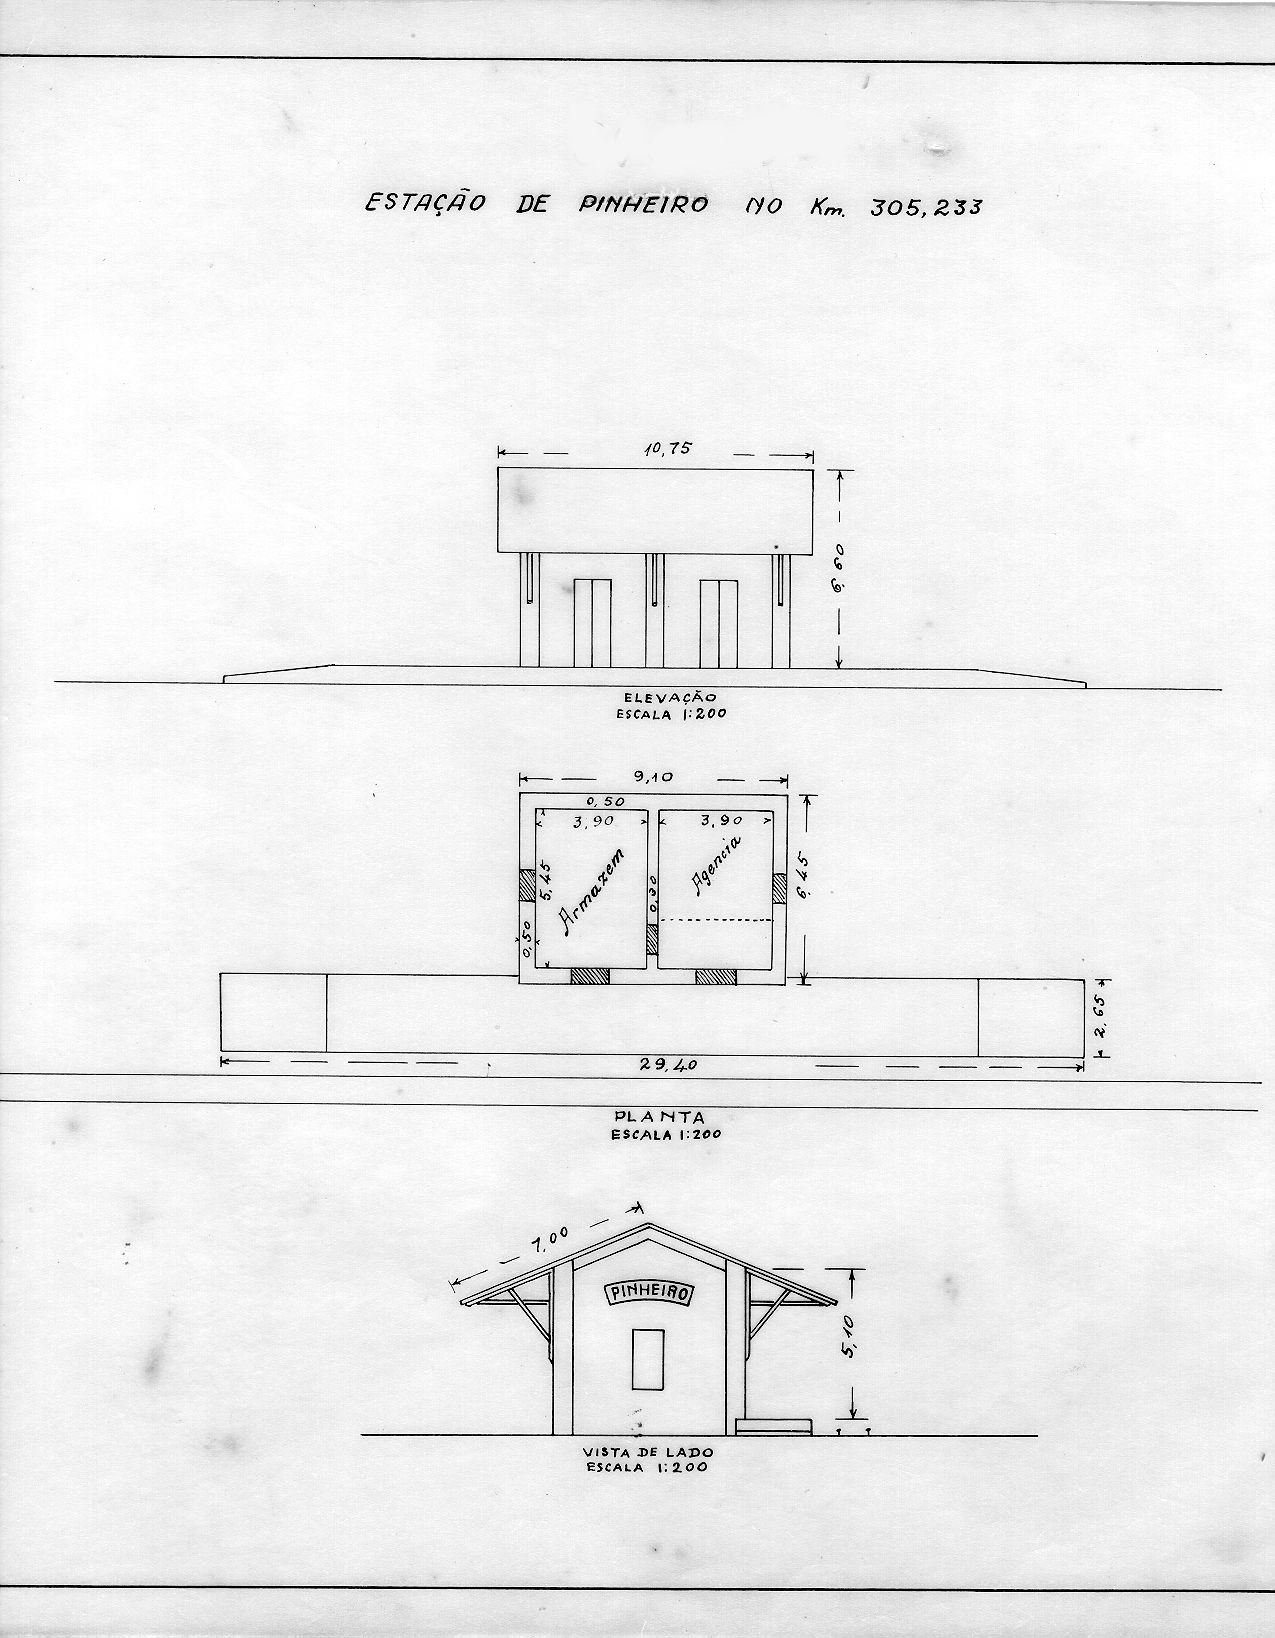 ESTAÇÃO DE PINHEIRO NO Km. 305,233
10,75
6,60
ELEVAÇÃO
ESCALA 1:200
9,10
0,50
3,90
3,90
Armazem
Agencia
5,45
0,30
6,45
0,50
2,65
29,40
PLANTA
ESCALA 1:200
7,00
PINHEIRO
5,10
VISTA DE LADO
ESCALA 1:200